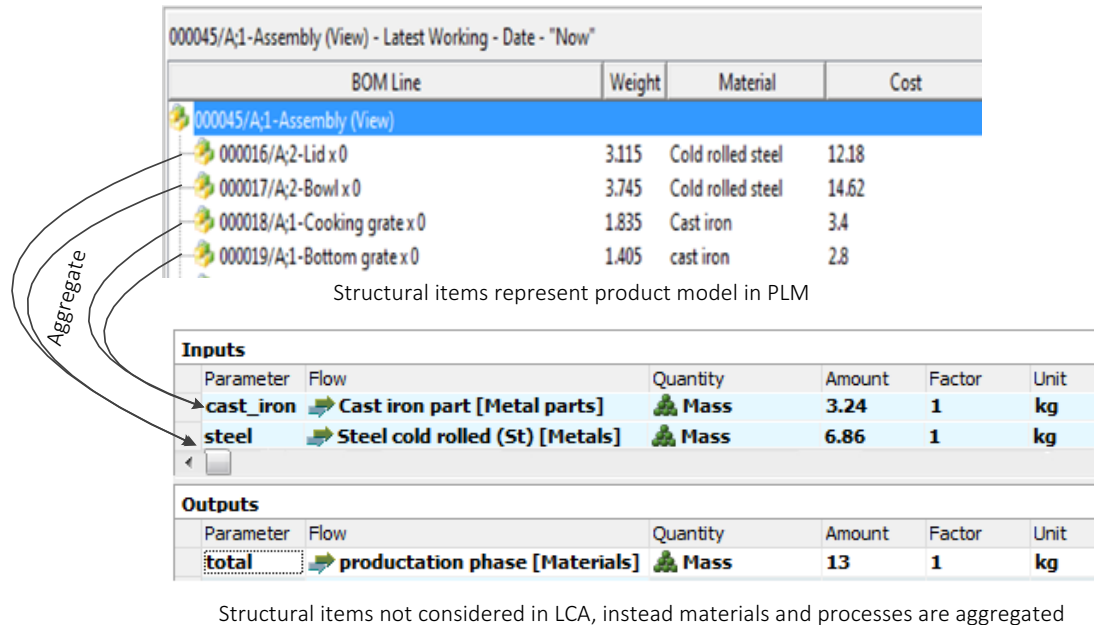 000045/A;1-Assembly (View) - Latest Working - Date - "Now"
BOM Line Weight Material Cost
000045/A;1-Assembly (View)
000016/A;2-Lid x 0 3.115 Cold rolled steel 12.18
000017/A;2-Bowl x 0 3.745 Cold rolled steel 14.62
000018/A;1-Cooking grate x 0 1.835 Cast iron 3.4
000019/A;1-Bottom grate x 0 1.405 cast iron 2.8
Aggregate
Structural items represent product model in PLM
Inputs
Parameter Flow Quantity Amount Factor Unit
cast_iron Cast iron part [Metal parts] Mass 3.24 1 kg
steel Steel cold rolled (St) [Metals] Mass 6.86 1 kg
Outputs
Parameter Flow Quantity Amount Factor Unit
total productation phase [Materials] Mass 13 1 kg
Structural items not considered in LCA, instead materials and processes are aggregated